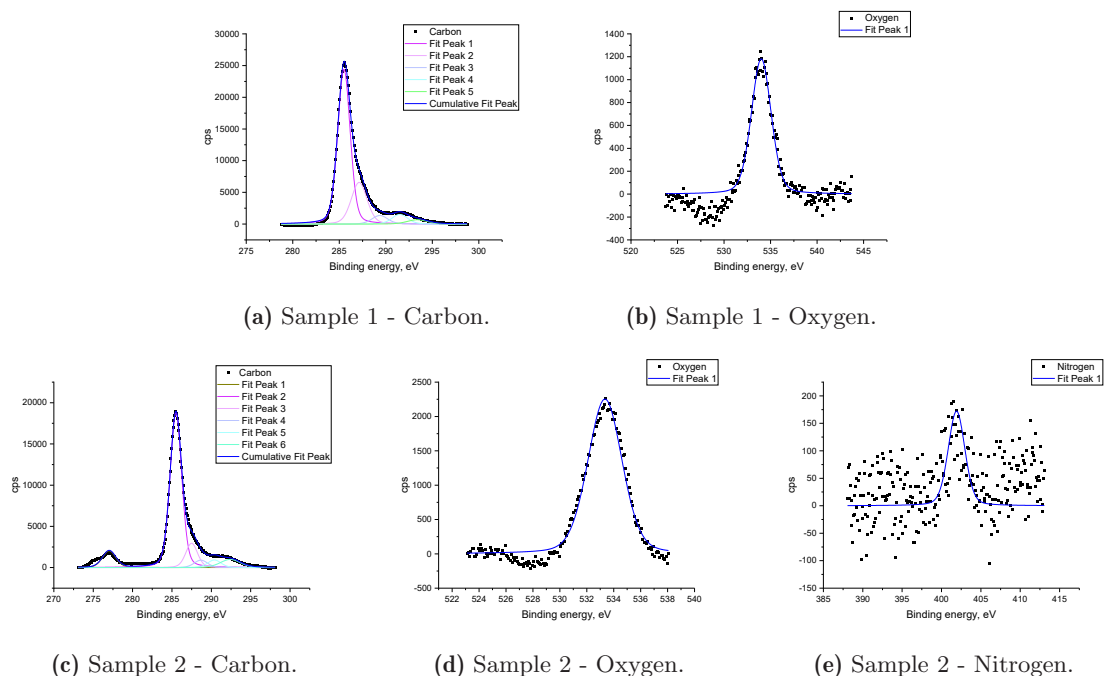 Carbon
Fit Peak 1
Fit Peak 2
Fit Peak 3
Fit Peak 4
Fit Peak 5
Cumulative Fit Peak
30000
25000
20000
15000
10000
5000
0
cps
275 280 285 290 295 300
Binding energy, eV
(a) Sample 1 - Carbon.
Oxygen
Fit Peak 1
1400
1200
1000
800
600
400
200
0
-200
-400
cps
520 525 530 535 540 545
Binding energy, eV
(b) Sample 1 - Oxygen.
Carbon
Fit Peak 1
Fit Peak 2
Fit Peak 3
Fit Peak 4
Fit Peak 5
Fit Peak 6
Cumulative Fit Peak
20000
15000
10000
5000
0
cps
270 275 280 285 290 295 300
Binding energy, eV
(c) Sample 2 - Carbon.
Oxygen
Fit Peak 1
2500
2000
1500
1000
500
0
-500
cps
522 524 526 528 530 532 534 536 538 540
Binding energy, eV
(d) Sample 2 - Oxygen.
Nitrogen
Fit Peak 1
250
200
150
100
50
0
-50
-100
-150
cps
385 390 395 400 405 410 415
Binding energy, eV
(e) Sample 2 - Nitrogen.